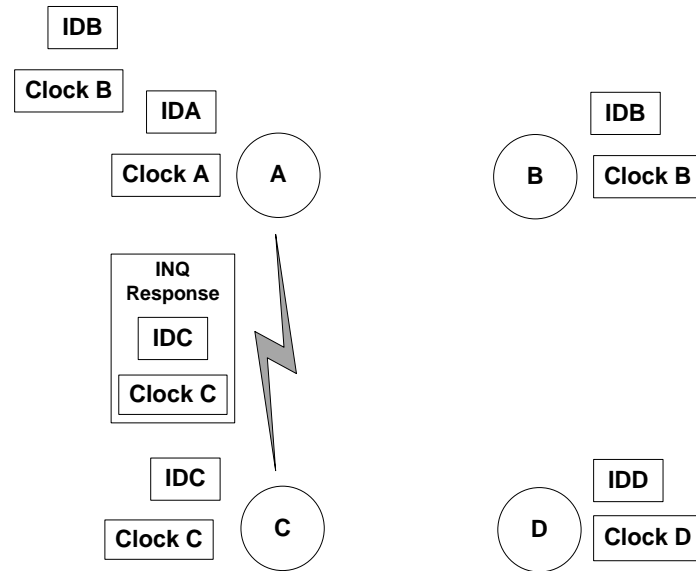 IDB
Clock B
IDA
IDB
Clock A
A
B
Clock B
INQ
Response
IDC
Clock C
IDC
IDD
Clock C
C
D
Clock D